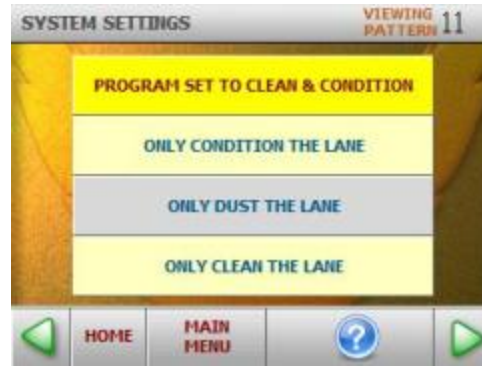 SYSTEM SETTINGS
VIEWING
PATTERN 11
PROGRAM SET TO CLEAN & CONDITION
ONLY CONDITION THE LANE
ONLY DUST THE LANE
ONLY CLEAN THE LANE
HOME
MAIN
MENU
?